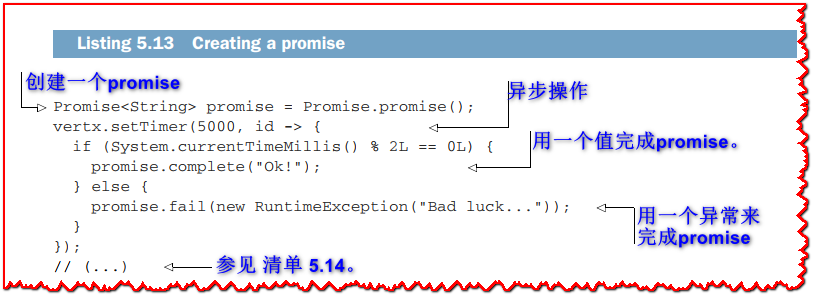 Listing 5.13 Creating a promise
创建一个promise
异步操作
Promise<String> promise = Promise.promise();
vertx.setTimer(5000, id -> {
if (System.currentTimeMillis() % 2L == 0L) {
用一个值完成promise。
promise.complete("Ok!");
} else {
promise.fail(new RuntimeException("Bad luck..."));
用一个异常来
完成promise
}
});
// (...)
参见 清单 5.14。